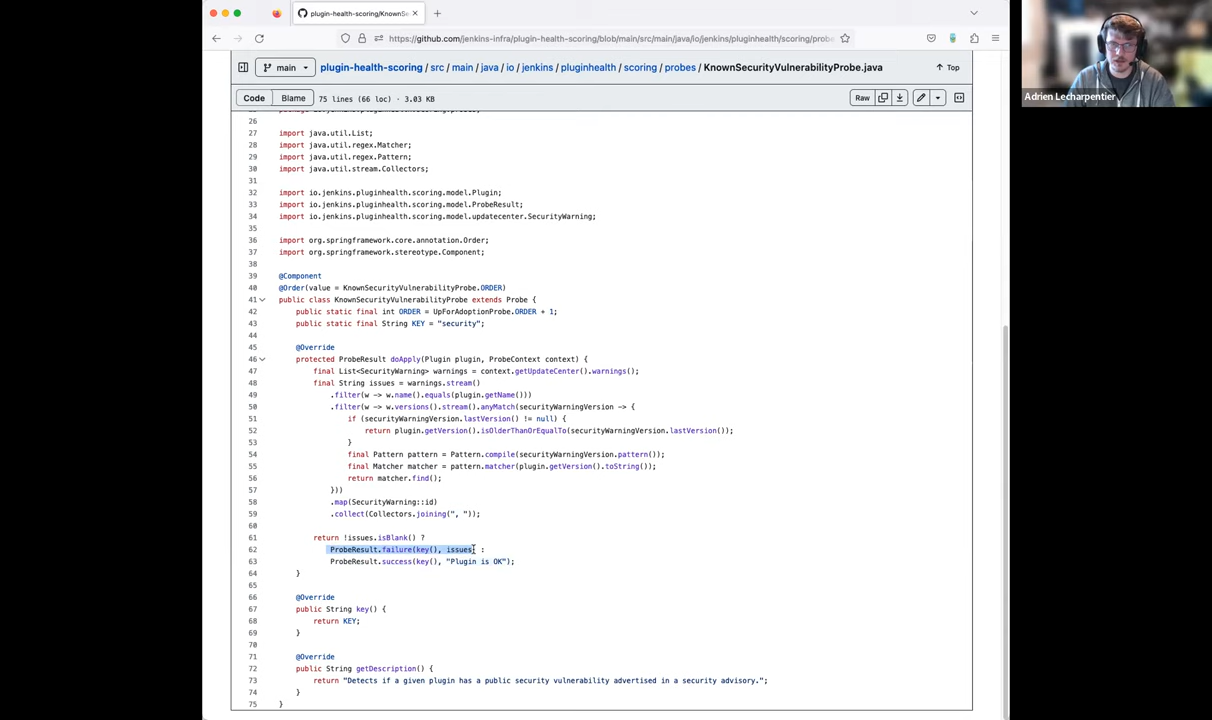 plugin-health-scoring/KnownSe
https://github.com/jenkins-infra/plugin-health-scoring/blob/main/src/main/java/io/jenkins/pluginhealth/scoring/probe
main
plugin-health-scoring / src / main / java / io / jenkins / pluginhealth / scoring / probes / KnownSecurityVulnerabilityProbe.java
Top
Adrien Lecharpentier
Code Blame 75 lines (66 loc) · 3.03 KB
Raw
26
27 import java.util.List;
28 import java.util.regex.Matcher;
29 import java.util.regex.Pattern;
30 import java.util.stream.Collectors;
31
32 import io.jenkins.pluginhealth.scoring.model.Plugin;
33 import io.jenkins.pluginhealth.scoring.model.ProbeResult;
34 import io.jenkins.pluginhealth.scoring.model.updatecenter.SecurityWarning;
35
36 import org.springframework.core.annotation.Order;
37 import org.springframework.stereotype.Component;
38
39 @Component
40 @Order(value = KnownSecurityVulnerabilityProbe.ORDER)
41 public class KnownSecurityVulnerabilityProbe extends Probe {
42 public static final int ORDER = UpForAdoptionProbe.ORDER + 1;
43 public static final String KEY = "security";
44
45 @Override
46 protected ProbeResult doApply(Plugin plugin, ProbeContext context) {
47 final List<SecurityWarning> warnings = context.getUpdateCenter().warnings();
48 final String issues = warnings.stream()
49 .filter(w -> w.name().equals(plugin.getName()))
50 .filter(w -> w.versions().stream().anyMatch(securityWarningVersion -> {
51 if (securityWarningVersion.lastVersion() != null) {
52 return plugin.getVersion().isOlderThanOrEqualTo(securityWarningVersion.lastVersion());
53 }
54 final Pattern pattern = Pattern.compile(securityWarningVersion.pattern());
55 final Matcher matcher = pattern.matcher(plugin.getVersion().toString());
56 return matcher.find();
57 }))
58 .map(SecurityWarning::id)
59 .collect(Collectors.joining(", "));
60
61 return !issues.isBlank() ?
62 ProbeResult.failure(key(), issues :
63 ProbeResult.success(key(), "Plugin is OK");
64 }
65
66 @Override
67 public String key() {
68 return KEY;
69 }
70
71 @Override
72 public String getDescription() {
73 return "Detects if a given plugin has a public security vulnerability advertised in a security advisory.";
74 }
75 }